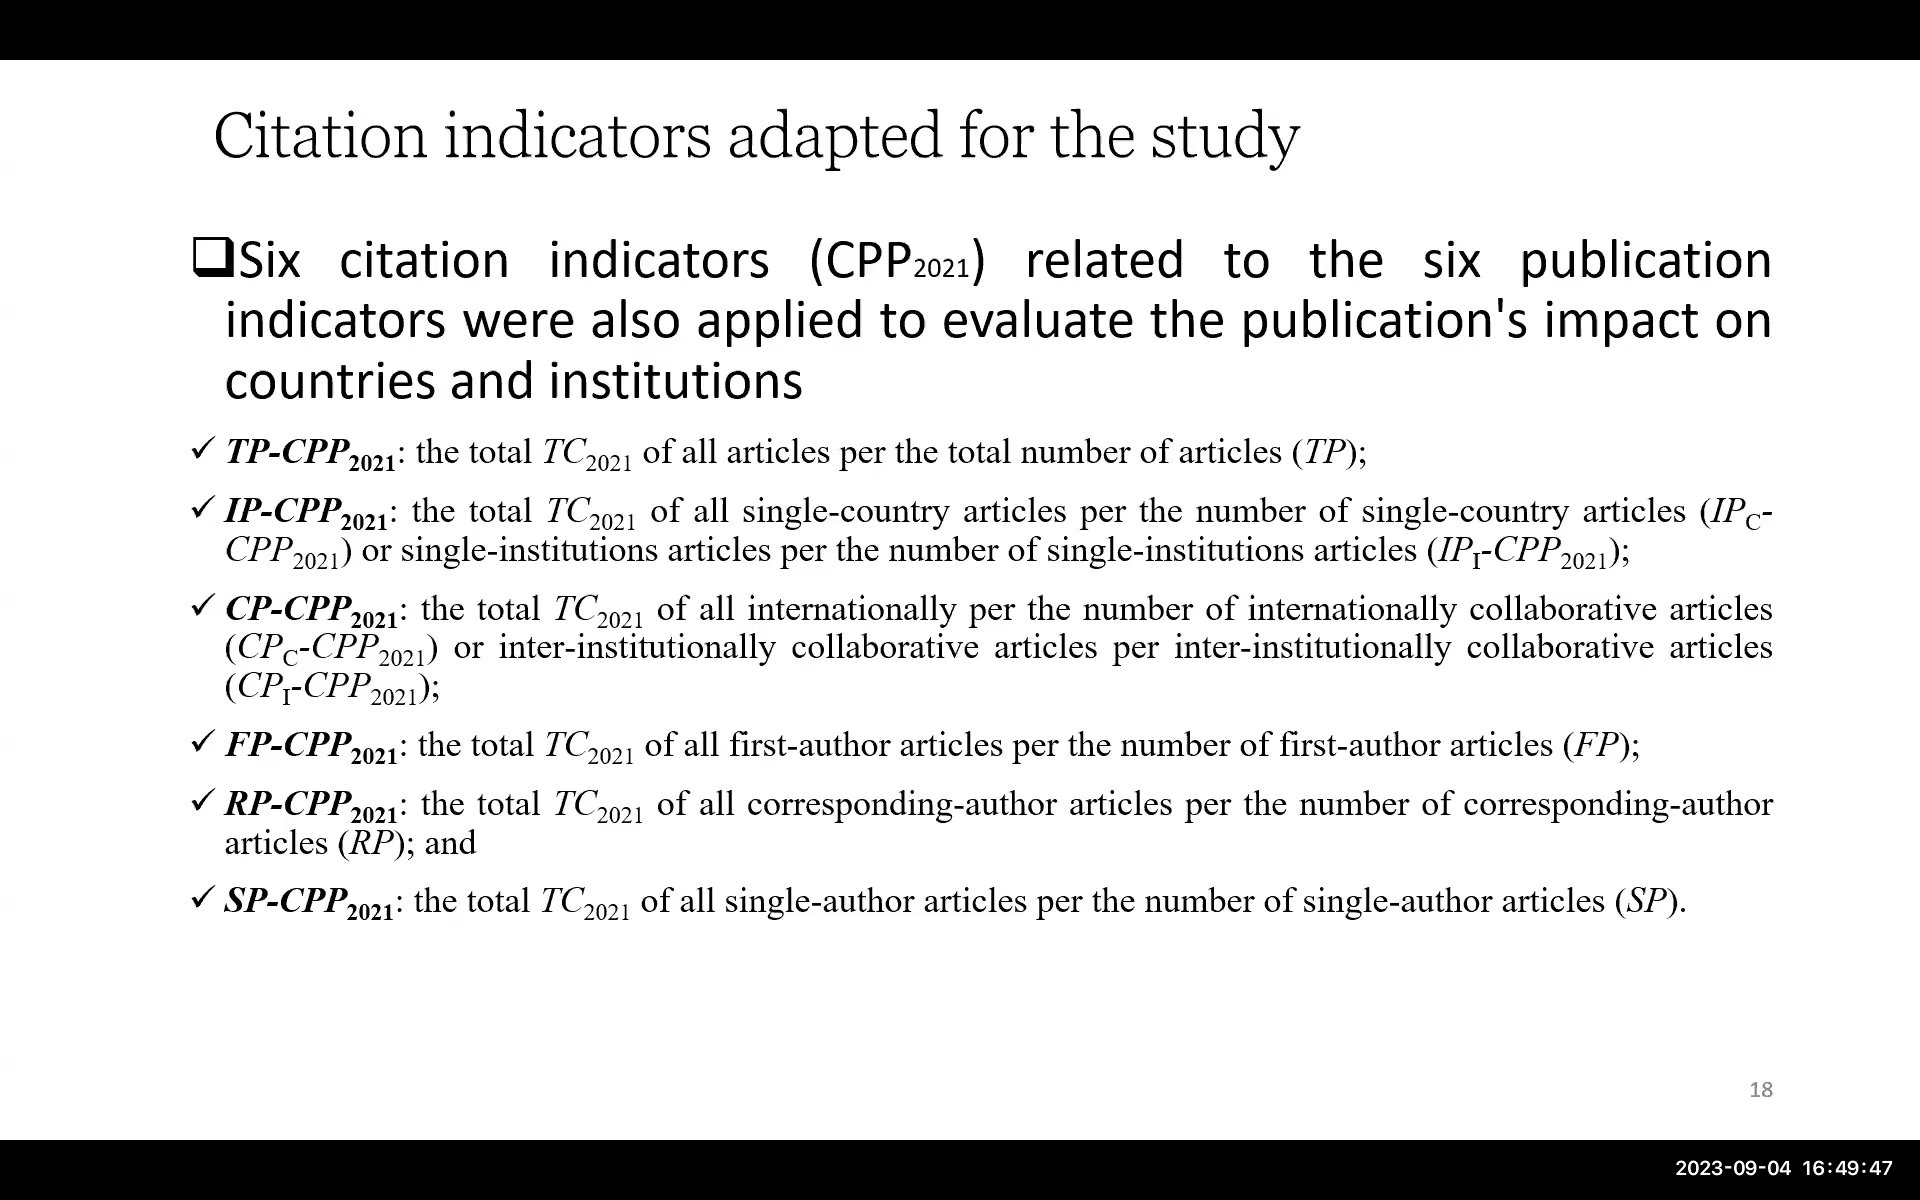 Citation indicators adapted for the study
❑Six citation indicators (CPP2021) related to the six publication
indicators were also applied to evaluate the publication's impact on
countries and institutions
✓ TP-CPP2021: the total TC2021 of all articles per the total number of articles (TP);
✓ IP-CPP2021: the total TC2021 of all single-country articles per the number of single-country articles (IPC-
CPP2021) or single-institutions articles per the number of single-institutions articles (IPI-CPP2021);
✓ CP-CPP2021: the total TC2021 of all internationally per the number of internationally collaborative articles
(CPC-CPP2021) or inter-institutionally collaborative articles per inter-institutionally collaborative articles
(CPI-CPP2021);
✓ FP-CPP2021: the total TC2021 of all first-author articles per the number of first-author articles (FP);
✓ RP-CPP2021: the total TC2021 of all corresponding-author articles per the number of corresponding-author
articles (RP); and
✓ SP-CPP2021: the total TC2021 of all single-author articles per the number of single-author articles (SP).
18
2023-09-04 16:49:47